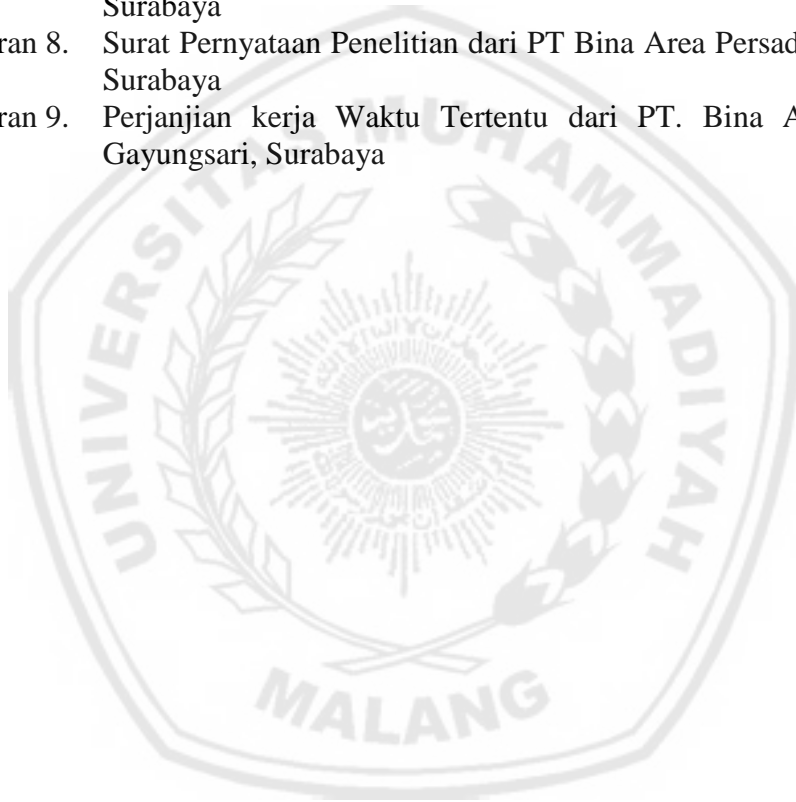 Surabaya
ran 8. Surat Pernyataan Penelitian dari PT Bina Area Persad
Surabaya
ran 9. Perjanjian kerja Waktu Tertentu dari PT. Bina A
Gayungsari, Surabaya
UNIVERSITAS MUHAMMADIYAH
MALANG